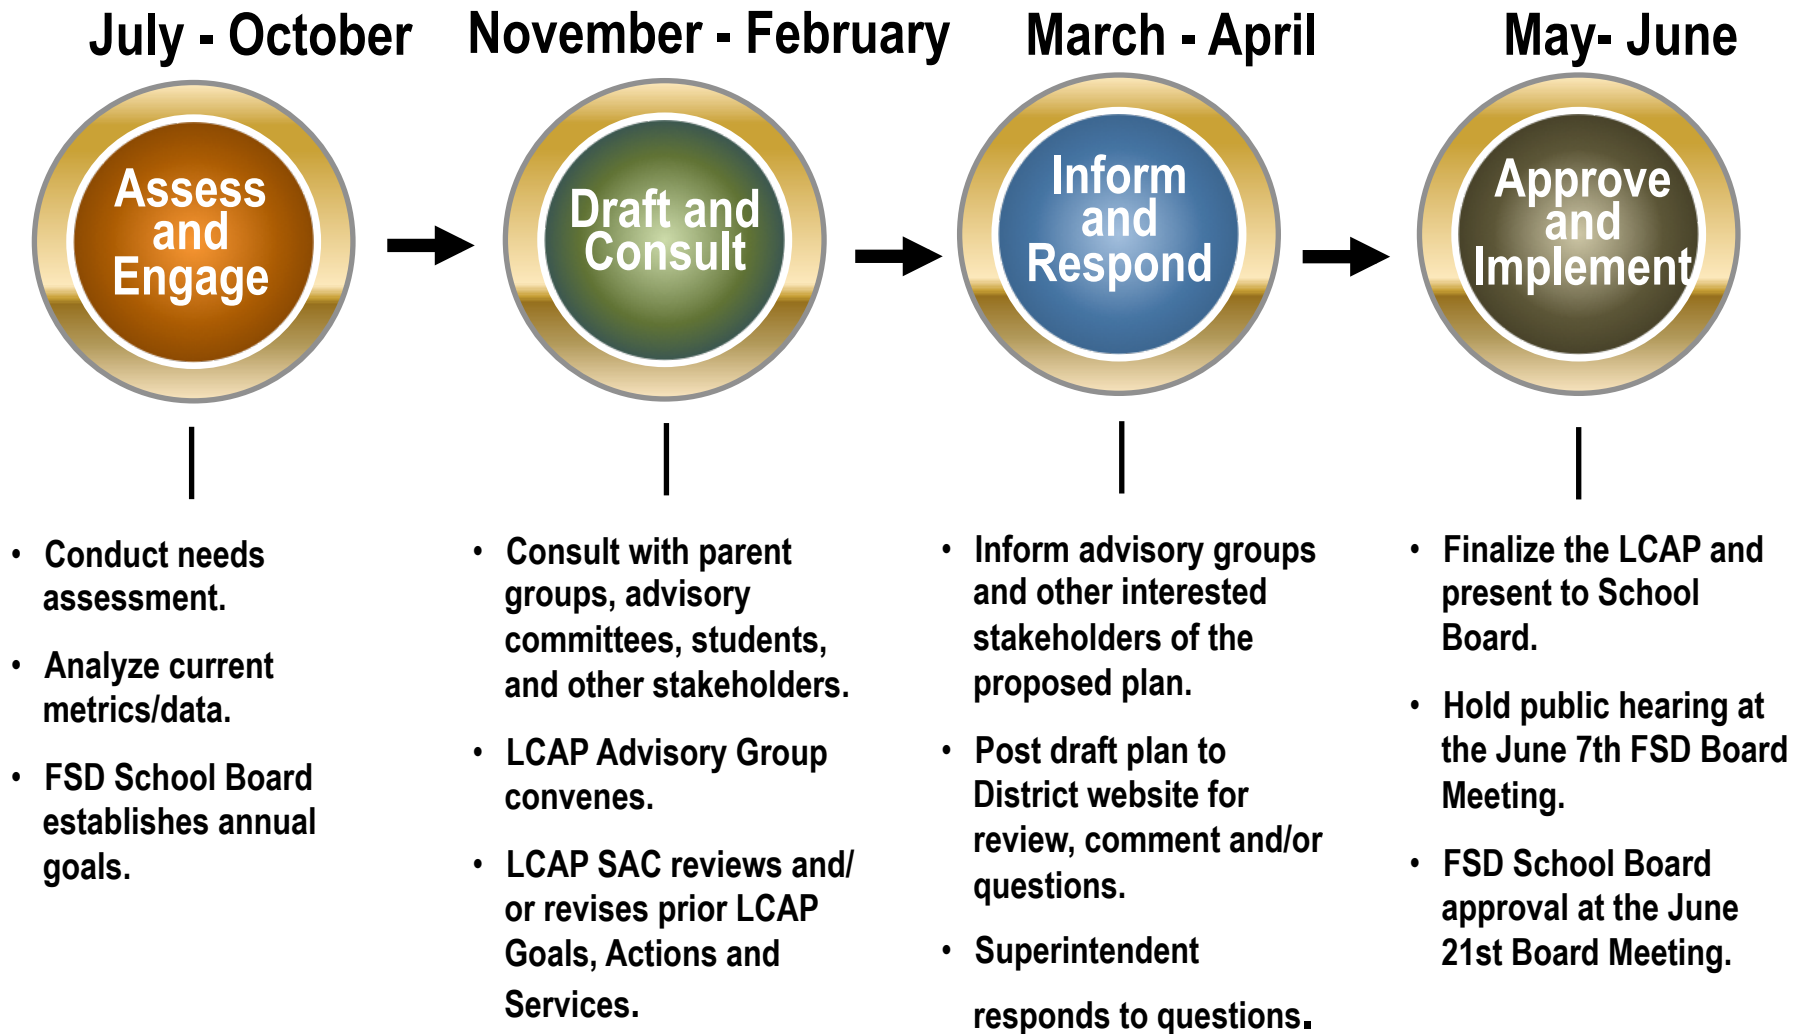 July - October
November - February
March - April
May- June
Assess
and
Engage
Draft and
Consult
Inform
and
Respond
Approve
and
Implement
• Conduct needs
assessment.
• Analyze current
metrics/data.
• FSD School Board
establishes annual
goals.
• Consult with parent
groups, advisory
committees, students,
and other stakeholders.
• LCAP Advisory Group
convenes.
• LCAP SAC reviews and/
or revises prior LCAP
Goals, Actions and
Services.
• Inform advisory groups
and other interested
stakeholders of the
proposed plan.
• Post draft plan to
District website for
review, comment and/or
questions.
• Superintendent
responds to questions.
• Finalize the LCAP and
present to School
Board.
• Hold public hearing at
the June 7th FSD Board
Meeting.
• FSD School Board
approval at the June
21st Board Meeting.